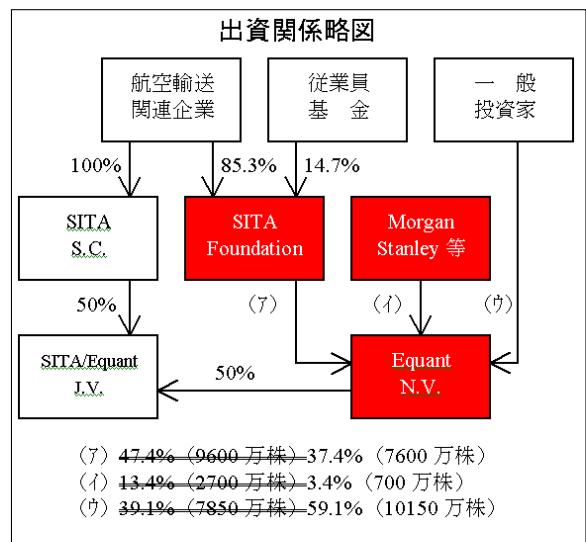 出資関係略図
航空輸送
関連企業
従業員
基　金
一　般
投資家
100%
85.3%
14.7%
SITA
S.C.
SITA
Foundation
Morgan
Stanley 等
50%
(ア)
(イ)
(ウ)
SITA/Equant
J.V.
50%
Equant
N.V.
(ア) 47.4%（9600 万株）37.4%（7600 万株）
(イ) 13.4%（2700 万株）3.4%（700 万株）
(ウ) 39.1%（7850 万株）59.1%（10150 万株）